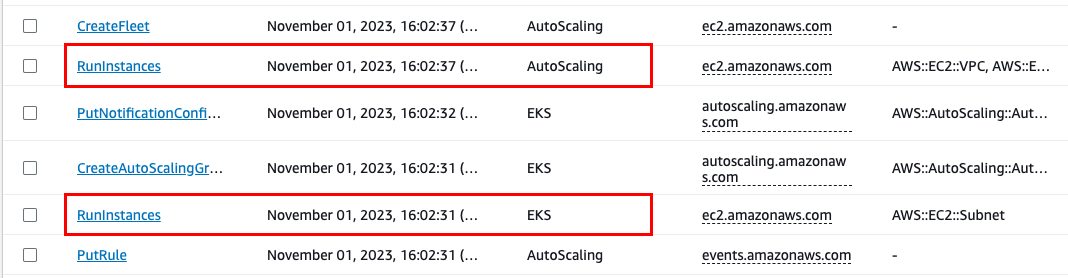 CreateFleet November 01, 2023, 16:02:37 (… AutoScaling ec2.amazonaws.com -
RunInstances November 01, 2023, 16:02:37 (… AutoScaling ec2.amazonaws.com AWS::EC2::VPC, AWS::E…
PutNotificationConfi… November 01, 2023, 16:02:32 (… EKS autoscaling.amazonaw
s.com AWS::AutoScaling::Aut…
CreateAutoScalingGr… November 01, 2023, 16:02:31 (… EKS autoscaling.amazonaw
s.com AWS::AutoScaling::Aut…
RunInstances November 01, 2023, 16:02:31 (… EKS ec2.amazonaws.com AWS::EC2::Subnet
PutRule November 01, 2023, 16:02:31 (… AutoScaling events.amazonaws.com -